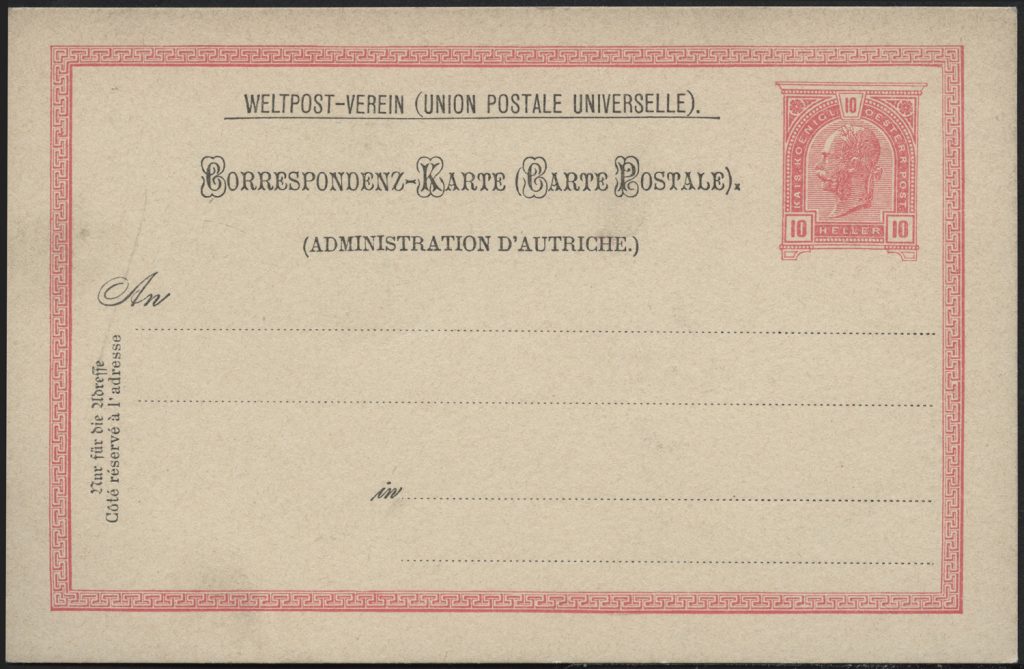 WELTPOST-VEREIN (UNION POSTALE UNIVERSELLE).
CORRESPONDENZ-KARTE (CARTE POSTALE).
(ADMINISTRATION D'AUTRICHE.)
10
KAIS. KOENIGL. OESTERR. POST.
10 HELLER 10
An
Nur für die Adresse
Côté réservé à l'adresse
in